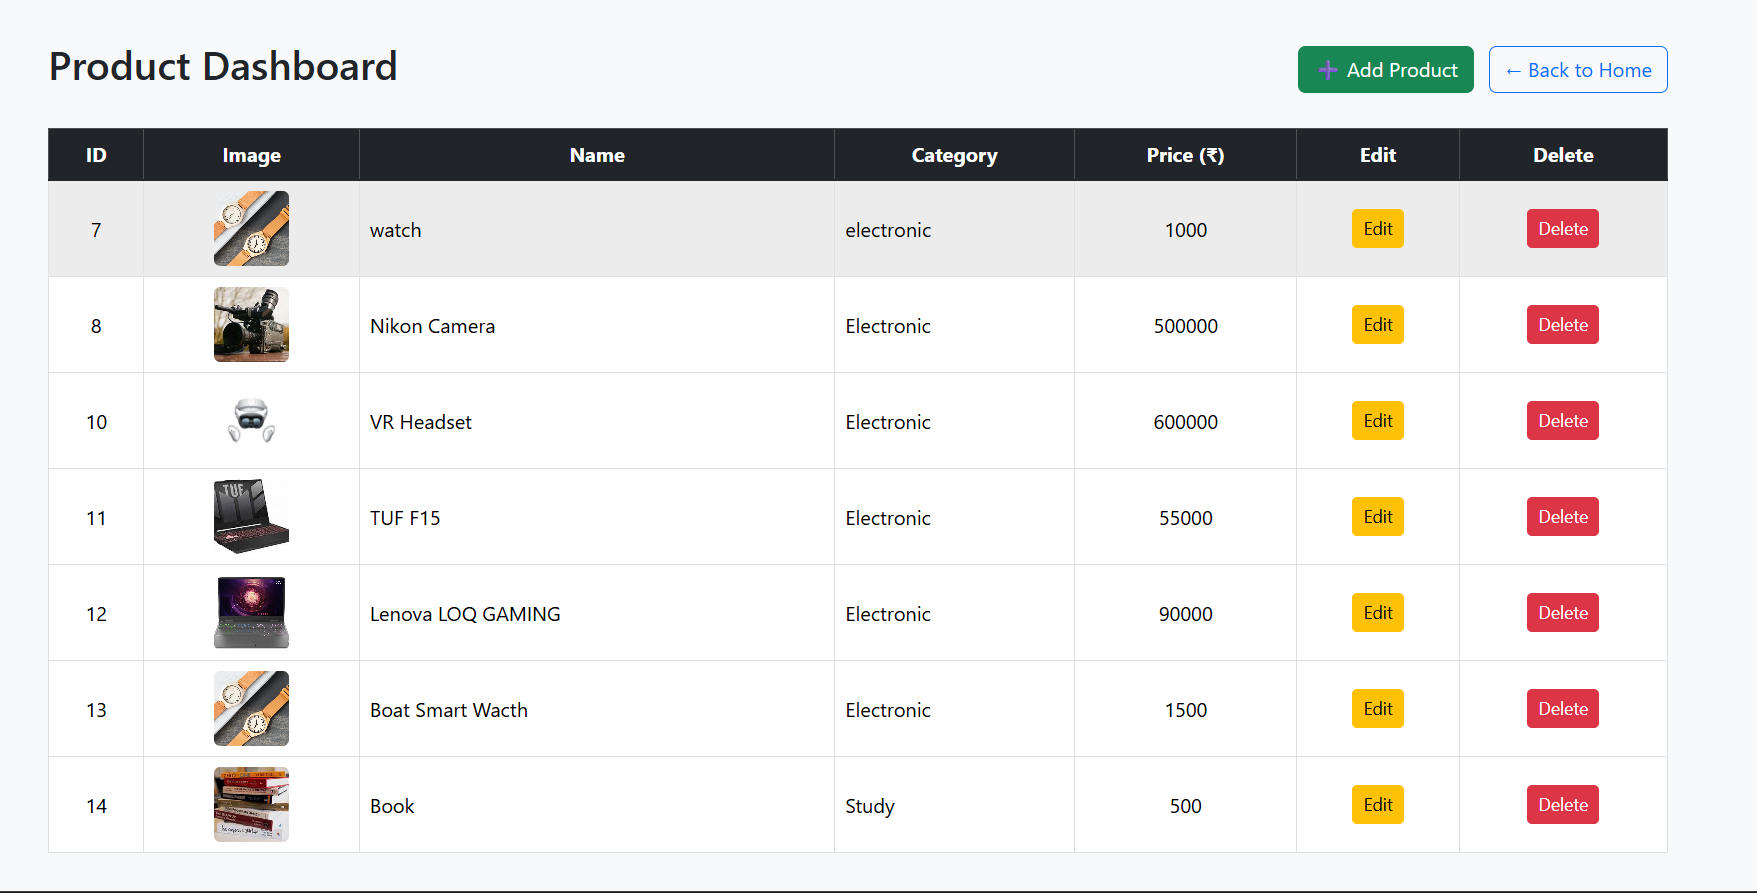 Product Dashboard
➕ Add Product
← Back to Home
ID Image Name Category Price (₹) Edit Delete
7 watch electronic 1000 Edit Delete
8 Nikon Camera Electronic 500000 Edit Delete
10 VR Headset Electronic 600000 Edit Delete
TUF
11 TUF F15 Electronic 55000 Edit Delete
12 Lenova LOQ GAMING Electronic 90000 Edit Delete
13 Boat Smart Wacth Electronic 1500 Edit Delete
14 Book Study 500 Edit Delete